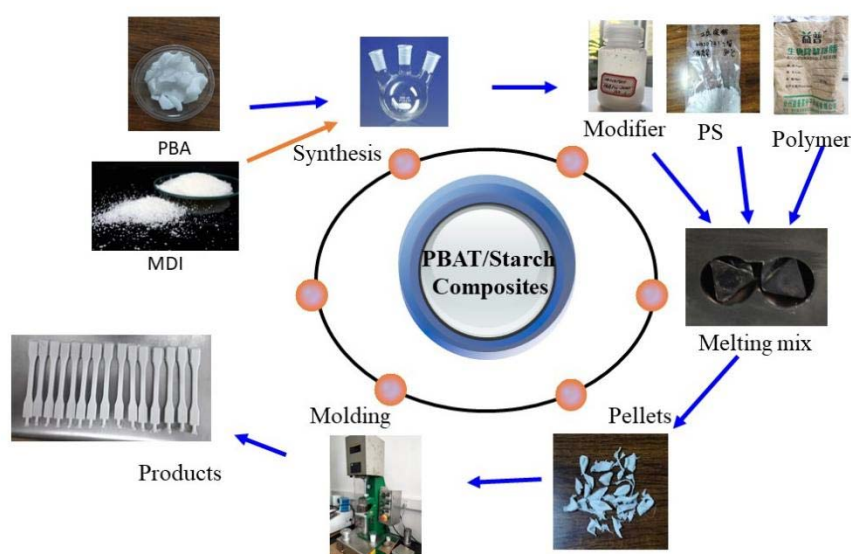 PBA
MDI
Synthesis
Modifier
PS
Polymer
PBAT/Starch
Composites
Melting mix
Pellets
Molding
Products